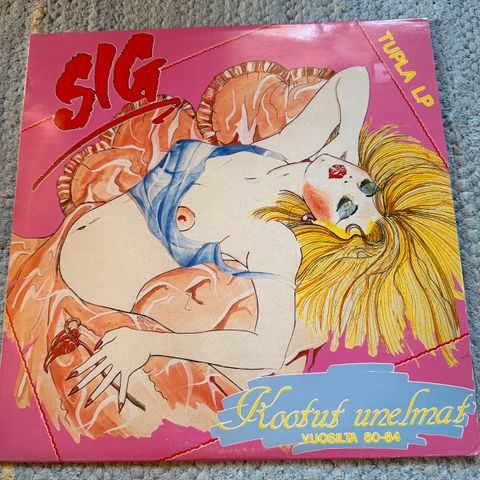 SIG
TUPLA LP
Kootut unelmat
VUOSILTA 80-84